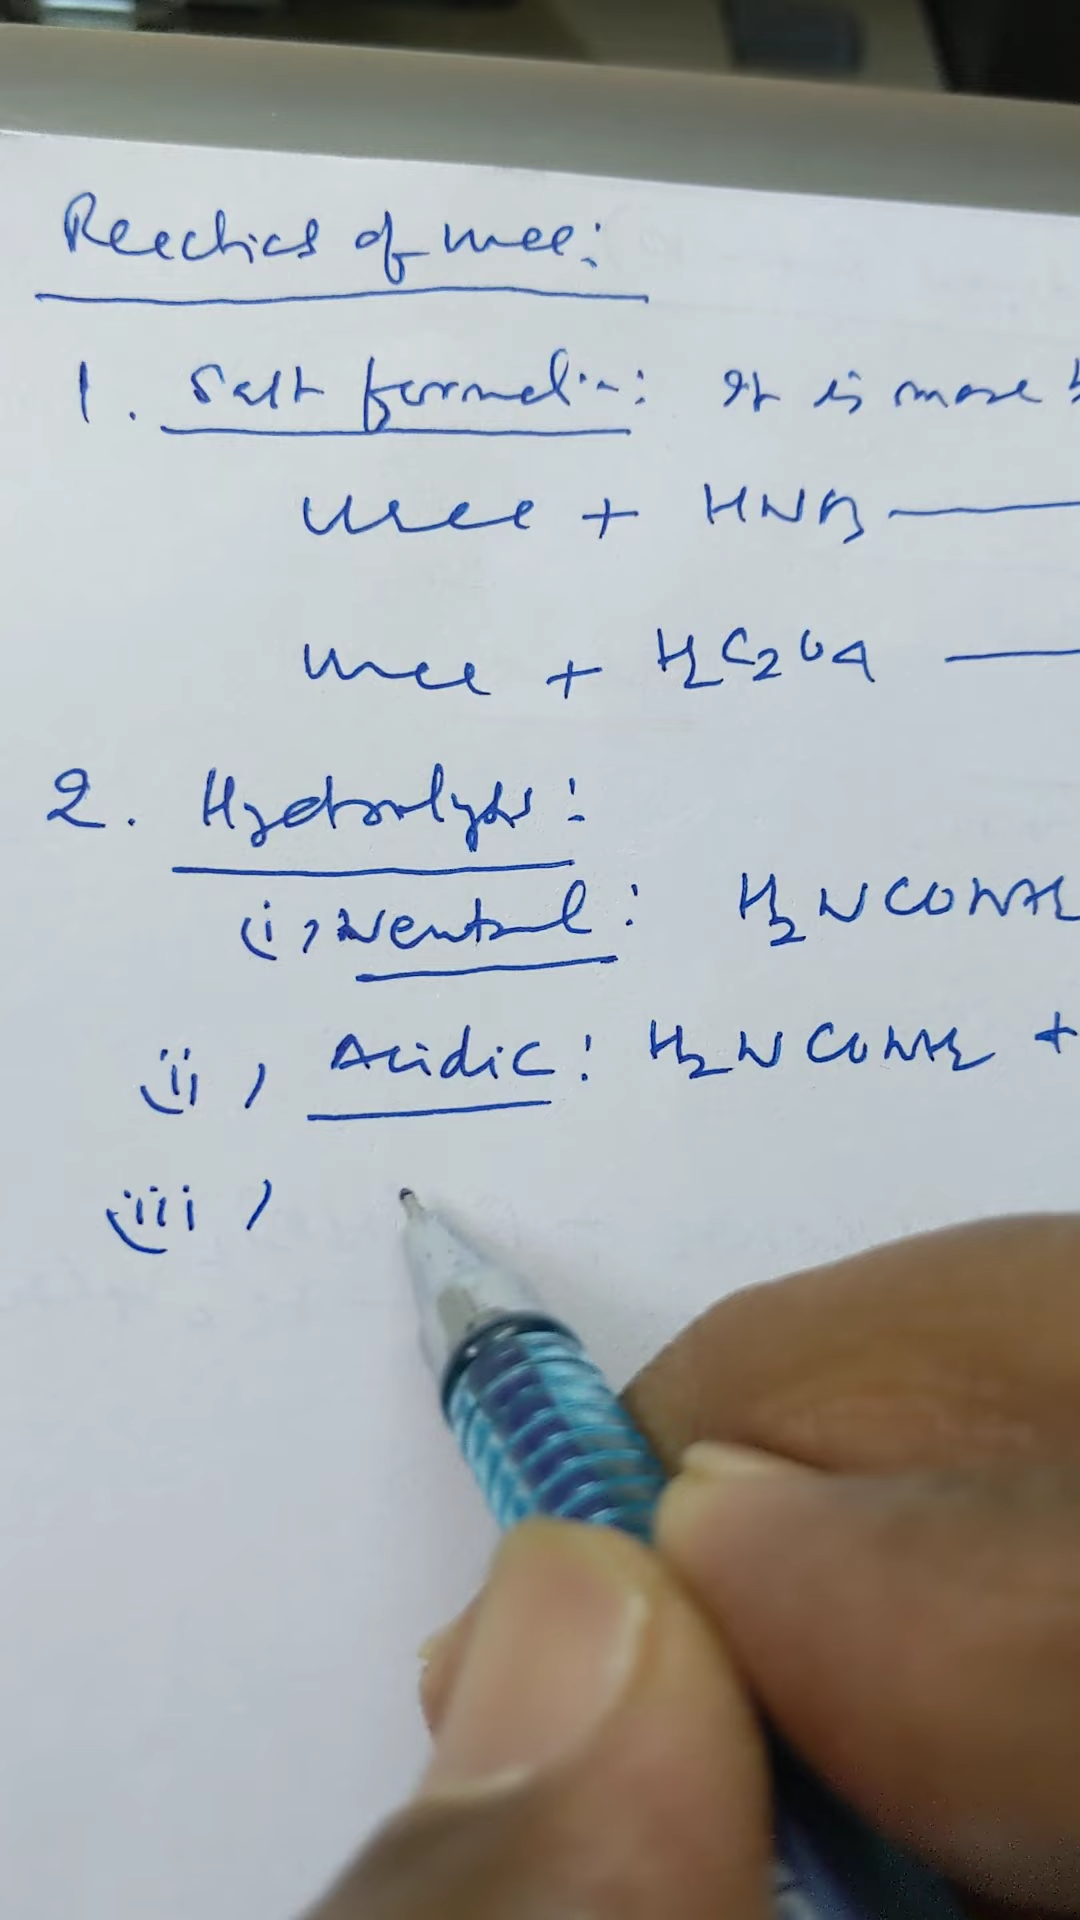 Reactions of urea:
1. Salt formation: It is more
urea + HNO3
urea + H2C2O4
2. Hydrolysis:
(i) Neutral: H2NCONH2
(ii) Acidic: H2NCONH2 +
(iii)